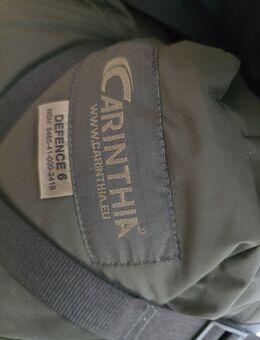 CARINTHIA®
WWW.CARINTHIA.EU
DEFENCE 6
NSN: 8465-41-000-2419